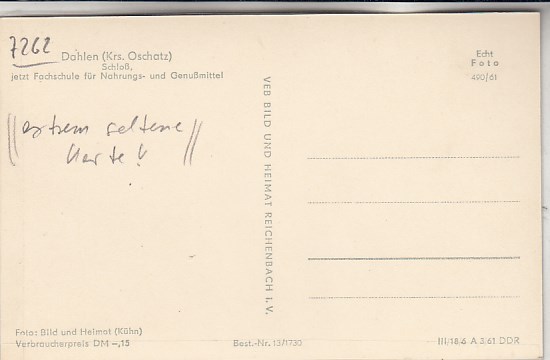 7262
Dahlen (Krs. Oschatz)
Schloß,
jetzt Fachschule für Nahrungs- und Genußmittel
Echt
Foto
490/61
extrem seltene
Karte!
VEB BILD UND HEIMAT REICHENBACH I. V.
Foto: Bild und Heimat (Kühn)
Verbraucherpreis DM –,15
Best.-Nr. 13/1730
III/18/6 A 3/61 DDR